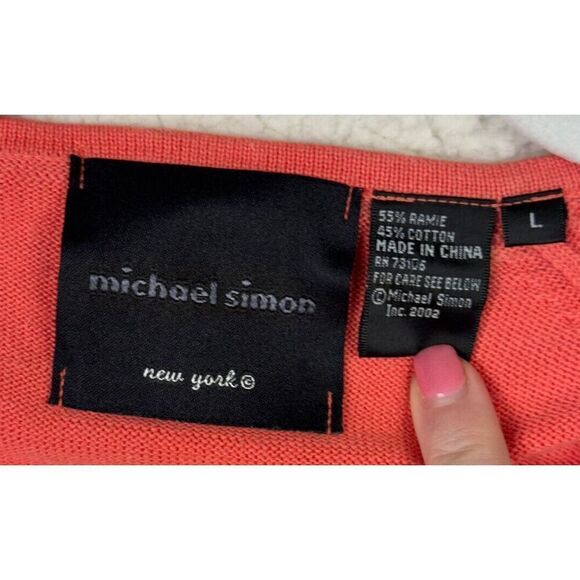 michael simon
new york ©
55% RAMIE
45% COTTON
MADE IN CHINA
RN 73106
FOR CARE SEE BELOW
© Michael Simon
Inc. 2002
L